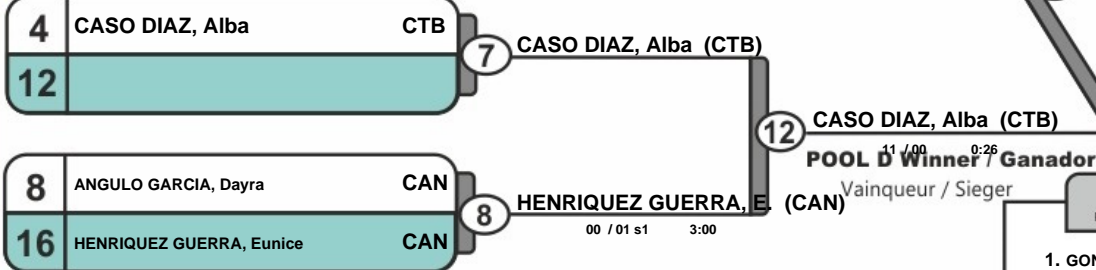 4 CASO DIAZ, Alba CTB
12
7 CASO DIAZ, Alba (CTB)
12 CASO DIAZ, Alba (CTB)
11 / 00 0:26
POOL D Winner / Ganador
Vainqueur / Sieger
8 ANGULO GARCIA, Dayra CAN
16 HENRIQUEZ GUERRA, Eunice CAN
8 HENRIQUEZ GUERRA, E. (CAN)
00 / 01 s1 3:00
1. GON